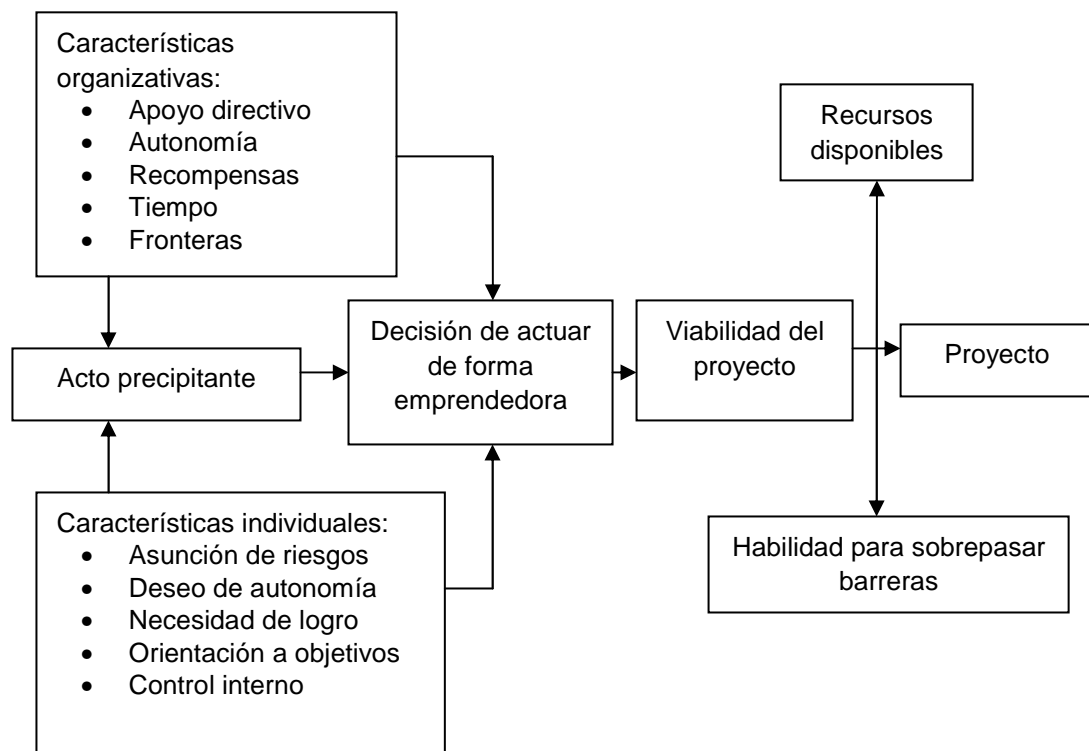 Características
organizativas:
• Apoyo directivo
• Autonomía
• Recompensas
• Tiempo
• Fronteras
Recursos
disponibles
Acto precipitante
Decisión de actuar
de forma
emprendedora
Viabilidad del
proyecto
Proyecto
Características individuales:
• Asunción de riesgos
• Deseo de autonomía
• Necesidad de logro
• Orientación a objetivos
• Control interno
Habilidad para sobrepasar
barreras